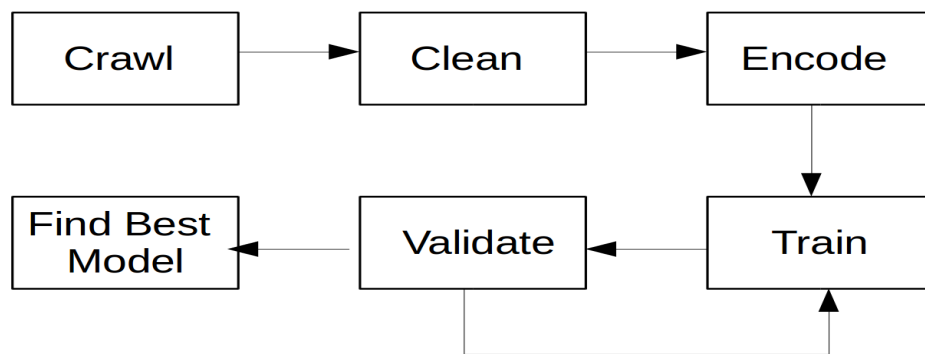 Crawl
Clean
Encode
Find Best
Model
Validate
Train